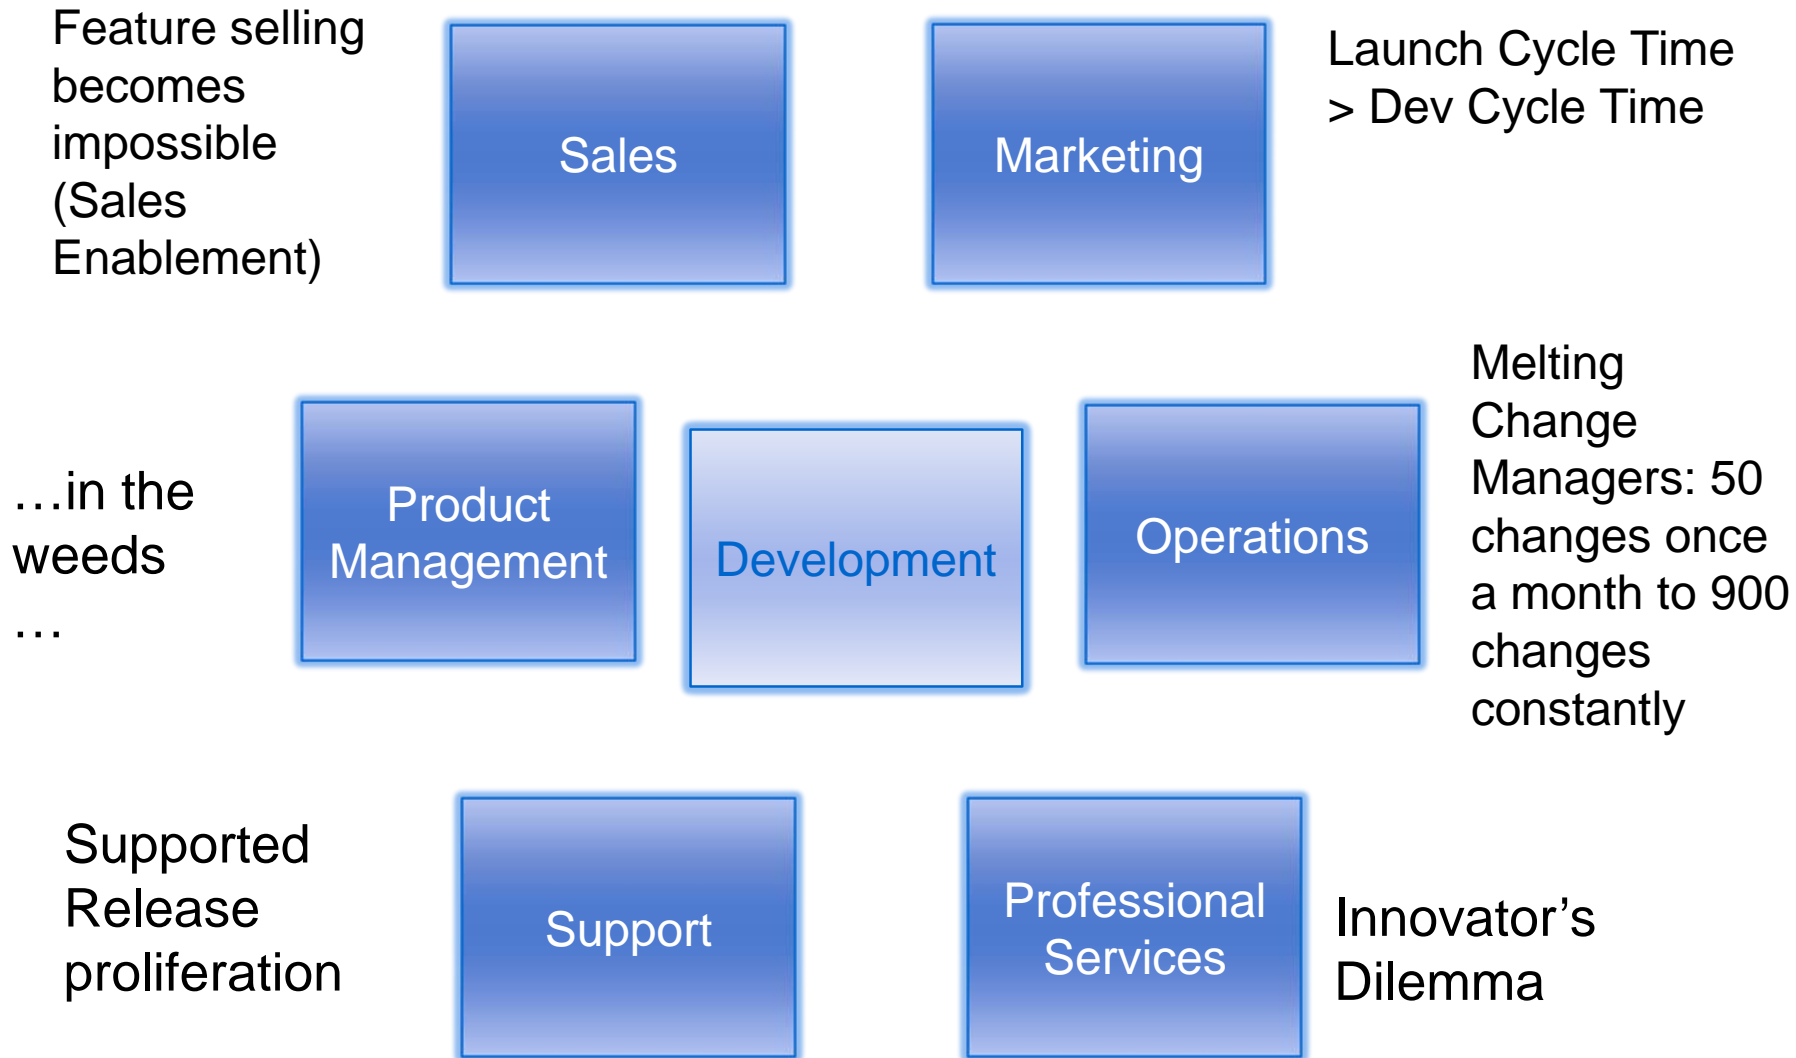 Feature selling
becomes
impossible
(Sales
Enablement)
Sales
Marketing
Launch Cycle Time
> Dev Cycle Time
…in the
weeds
…
Product
Management
Development
Operations
Melting
Change
Managers: 50
changes once
a month to 900
changes
constantly
Supported
Release
proliferation
Support
Professional
Services
Innovator’s
Dilemma